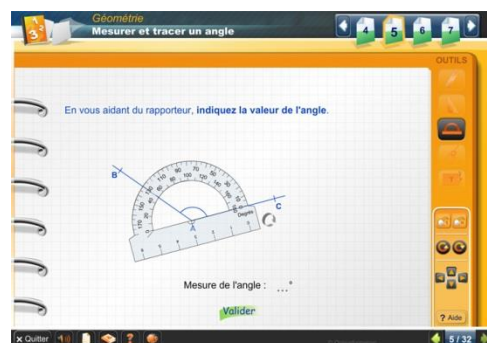 Géométrie
Mesurer et tracer un angle
4 5 6 7
OUTILS
En vous aidant du rapporteur, indiquez la valeur de l'angle.
B
C
A
Degrés
Mesure de l'angle : ...°
Valider
? Aide
x Quitter
5 / 32